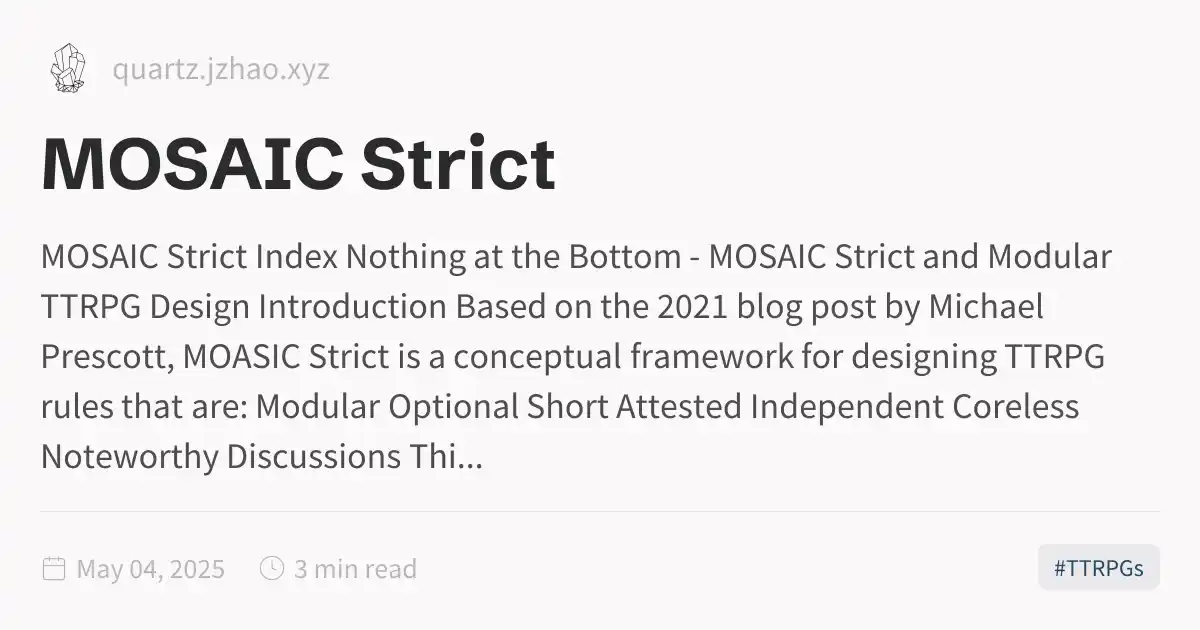 quartz.jzhao.xyz
MOSAIC Strict
MOSAIC Strict Index Nothing at the Bottom - MOSAIC Strict and Modular
TTRPG Design Introduction Based on the 2021 blog post by Michael
Prescott, MOASIC Strict is a conceptual framework for designing TTRPG
rules that are: Modular Optional Short Attested Independent Coreless
Noteworthy Discussions Thi...
May 04, 2025 3 min read #TTRPGs